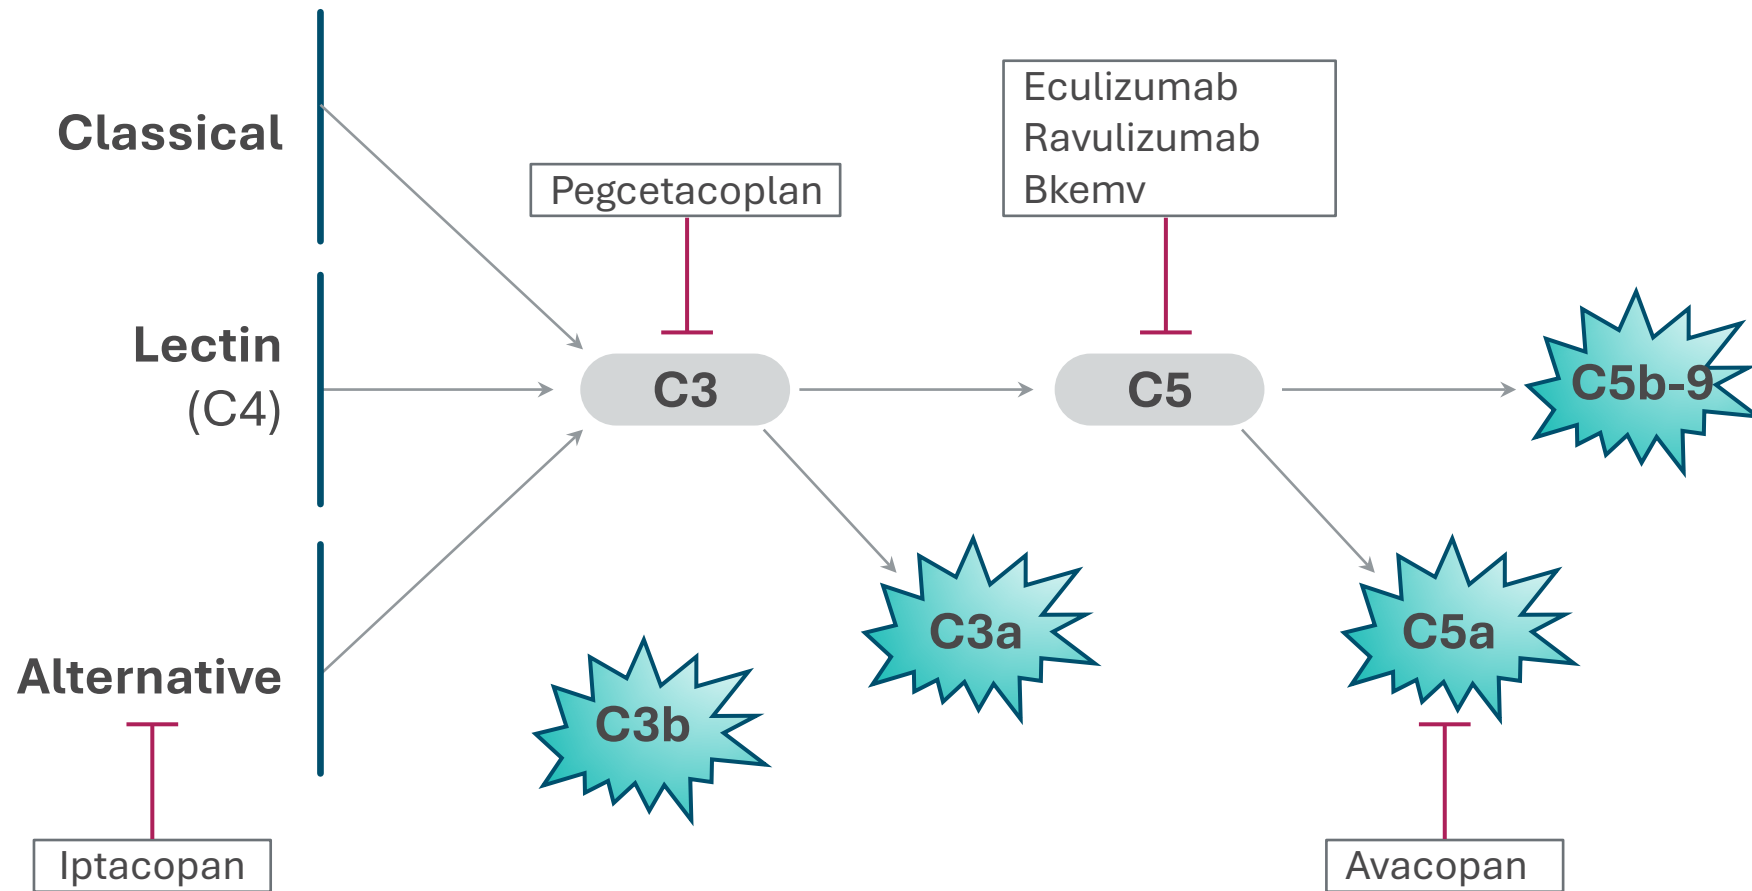 Classical
Lectin
(C4)
Alternative
Iptacopan
Pegcetacoplan
C3
Eculizumab
Ravulizumab
Bkemv
C5
C5b-9
C3a
C3b
C5a
Avacopan